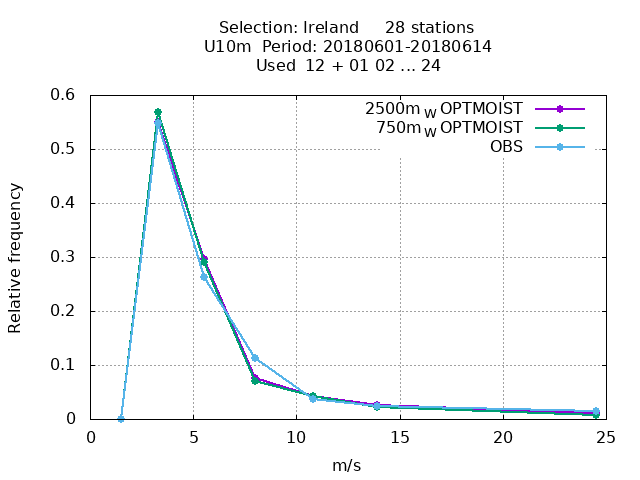 Selection: Ireland 28 stations
U10m Period: 20180601-20180614
Used 12 + 01 02 ... 24
2500m W OPTMOIST
750m W OPTMOIST
OBS
Relative frequency
0.6
0.5
0.4
0.3
0.2
0.1
0
0 5 10 15 20 25
m/s